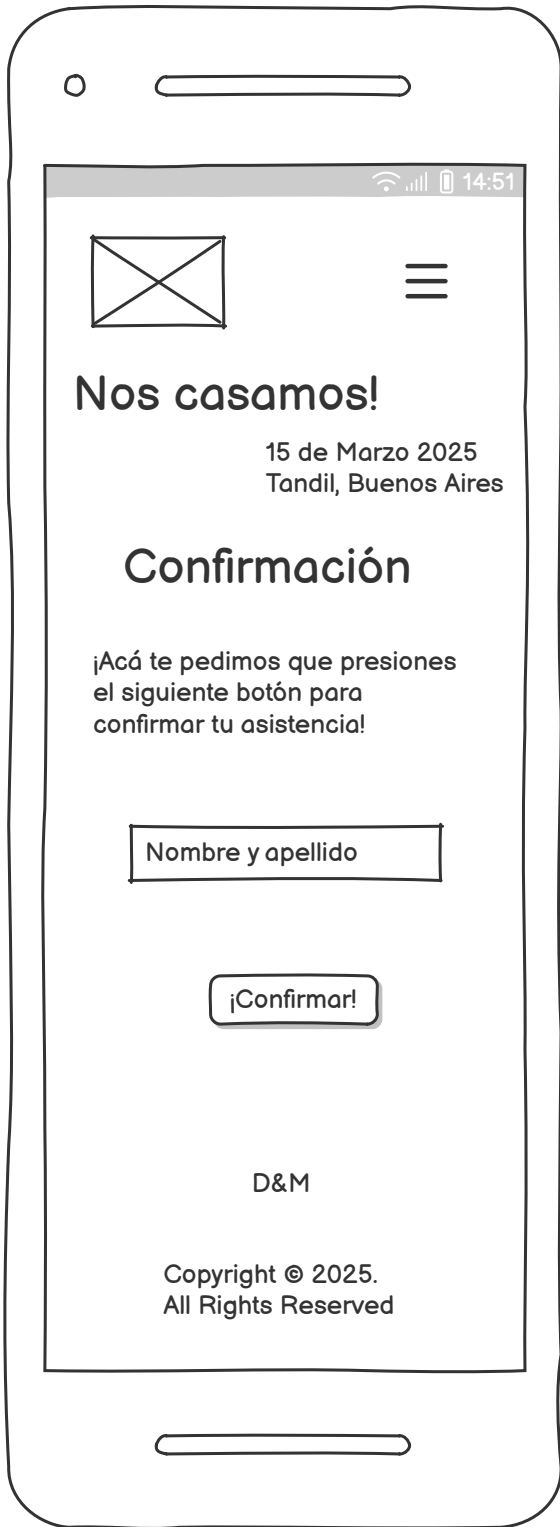 14:51
Nos casamos!
15 de Marzo 2025
Tandil, Buenos Aires
Confirmación
¡Acá te pedimos que presiones
el siguiente botón para
confirmar tu asistencia!
Nombre y apellido
¡Confirmar!
D&M
Copyright © 2025.
All Rights Reserved